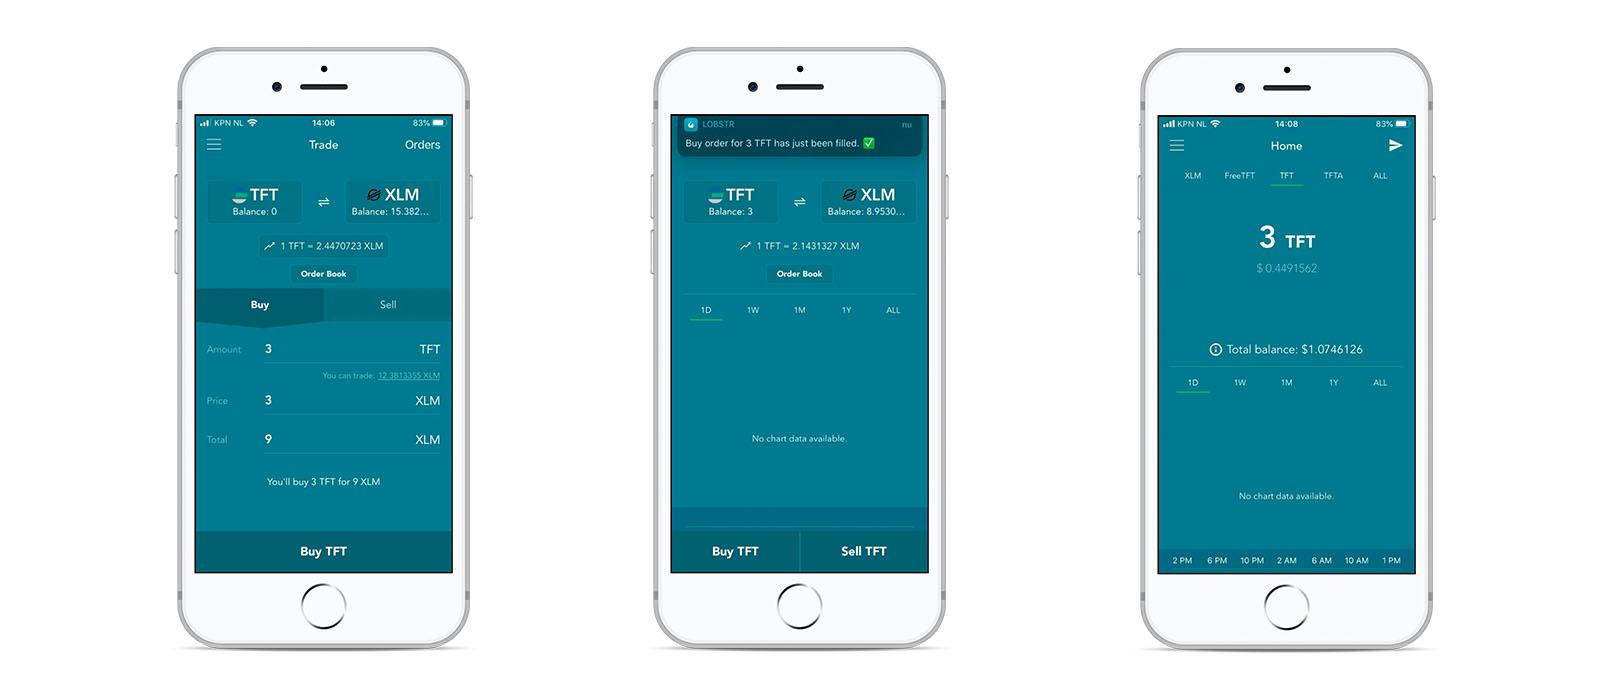 KPN NL 14:06 83%
Trade Orders
TFT XLM
Balance: 0 Balance: 15.382...
1 TFT = 2.4470723 XLM
Order Book
Buy Sell
Amount 3 TFT
You can trade: 12.3813355 XLM
Price 3 XLM
Total 9 XLM
You'll buy 3 TFT for 9 XLM
Buy TFT
LOBSTR nu
Buy order for 3 TFT has just been filled. ✅
TFT XLM
Balance: 3 Balance: 8.9530...
1 TFT = 2.1431327 XLM
Order Book
1D 1W 1M 1Y ALL
No chart data available.
Buy TFT Sell TFT
KPN NL 14:08 83%
Home
XLM FreeTFT TFT TFTA ALL
3 TFT
$ 0.4491562
Total balance: $1.0746126
1D 1W 1M 1Y ALL
No chart data available.
2 PM 6 PM 10 PM 2 AM 6 AM 10 AM 1 PM